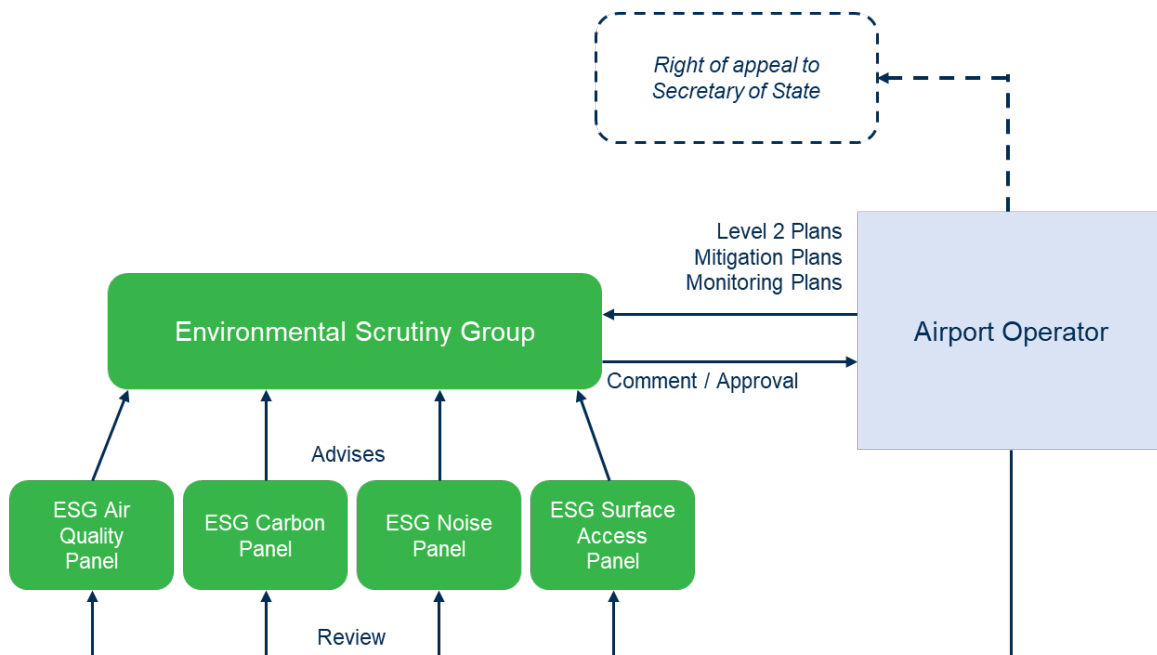 Right of appeal to
Secretary of State
Level 2 Plans
Mitigation Plans
Monitoring Plans
Environmental Scrutiny Group
Airport Operator
Comment / Approval
Advises
ESG Air
Quality
Panel
ESG Carbon
Panel
ESG Noise
Panel
ESG Surface
Access
Panel
Review